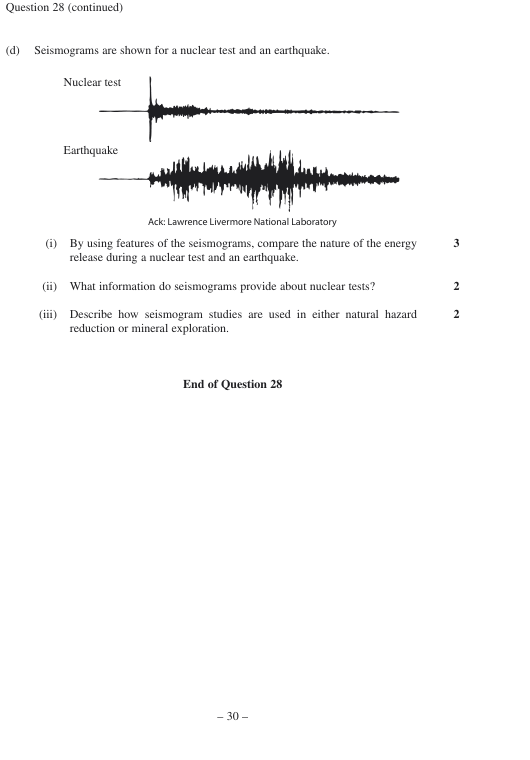 Question 28 (continued)
(d) Seismograms are shown for a nuclear test and an earthquake.
Nuclear test
Earthquake
Ack: Lawrence Livermore National Laboratory
(i) By using features of the seismograms, compare the nature of the energy 3
release during a nuclear test and an earthquake.
(ii) What information do seismograms provide about nuclear tests? 2
(iii) Describe how seismogram studies are used in either natural hazard 2
reduction or mineral exploration.
End of Question 28
– 30 –